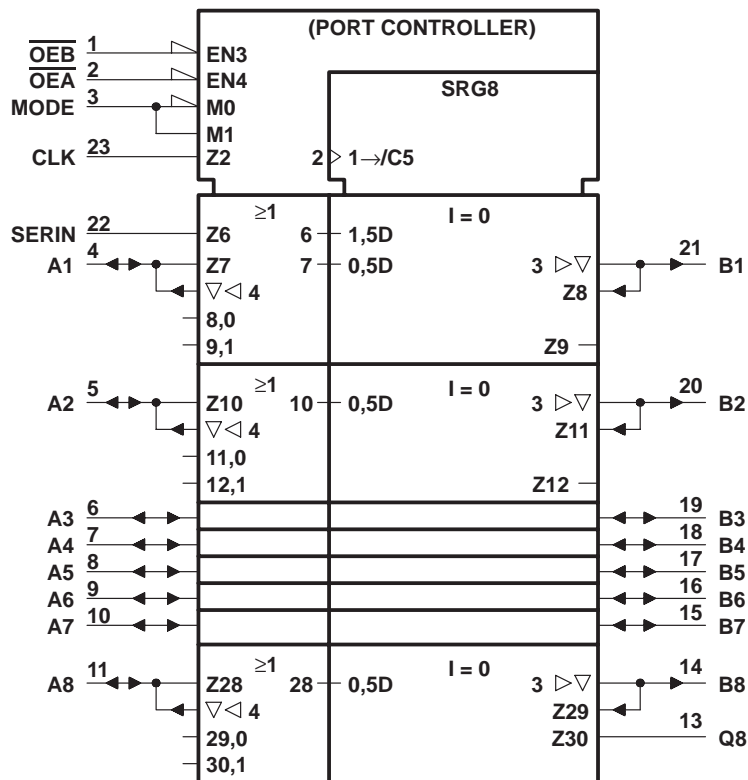 (PORT CONTROLLER)
OEB 1 EN3
OEA 2 EN4
MODE 3 M0
M1
CLK 23 Z2
SRG8
2 1→/C5
≥1 I = 0
SERIN 22 Z6 6 1,5D
A1 4 Z7 7 0,5D 3 21 B1
4 Z8
8,0
9,1 Z9
≥1 I = 0
A2 5 Z10 10 0,5D 3 20 B2
4 Z11
11,0
12,1 Z12
A3 6 19 B3
A4 7 18 B4
A5 8 17 B5
A6 9 16 B6
A7 10 15 B7
≥1 I = 0
A8 11 Z28 28 0,5D 3 14 B8
4 Z29
29,0 Z30 13 Q8
30,1